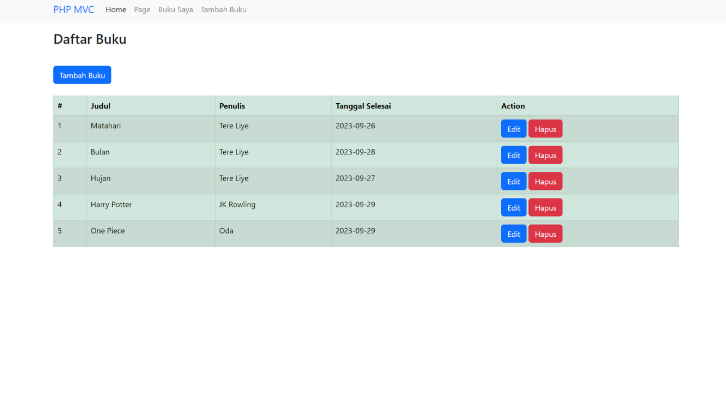 PHP MVC Home Page Buku Saya Tambah Buku
Daftar Buku
Tambah Buku
# Judul Penulis Tanggal Selesai Action
1 Matahari Tere Liye 2023-09-26 Edit Hapus
2 Bulan Tere Liye 2023-09-28 Edit Hapus
3 Hujan Tere Liye 2023-09-27 Edit Hapus
4 Harry Potter JK Rowling 2023-09-29 Edit Hapus
5 One Piece Oda 2023-09-29 Edit Hapus